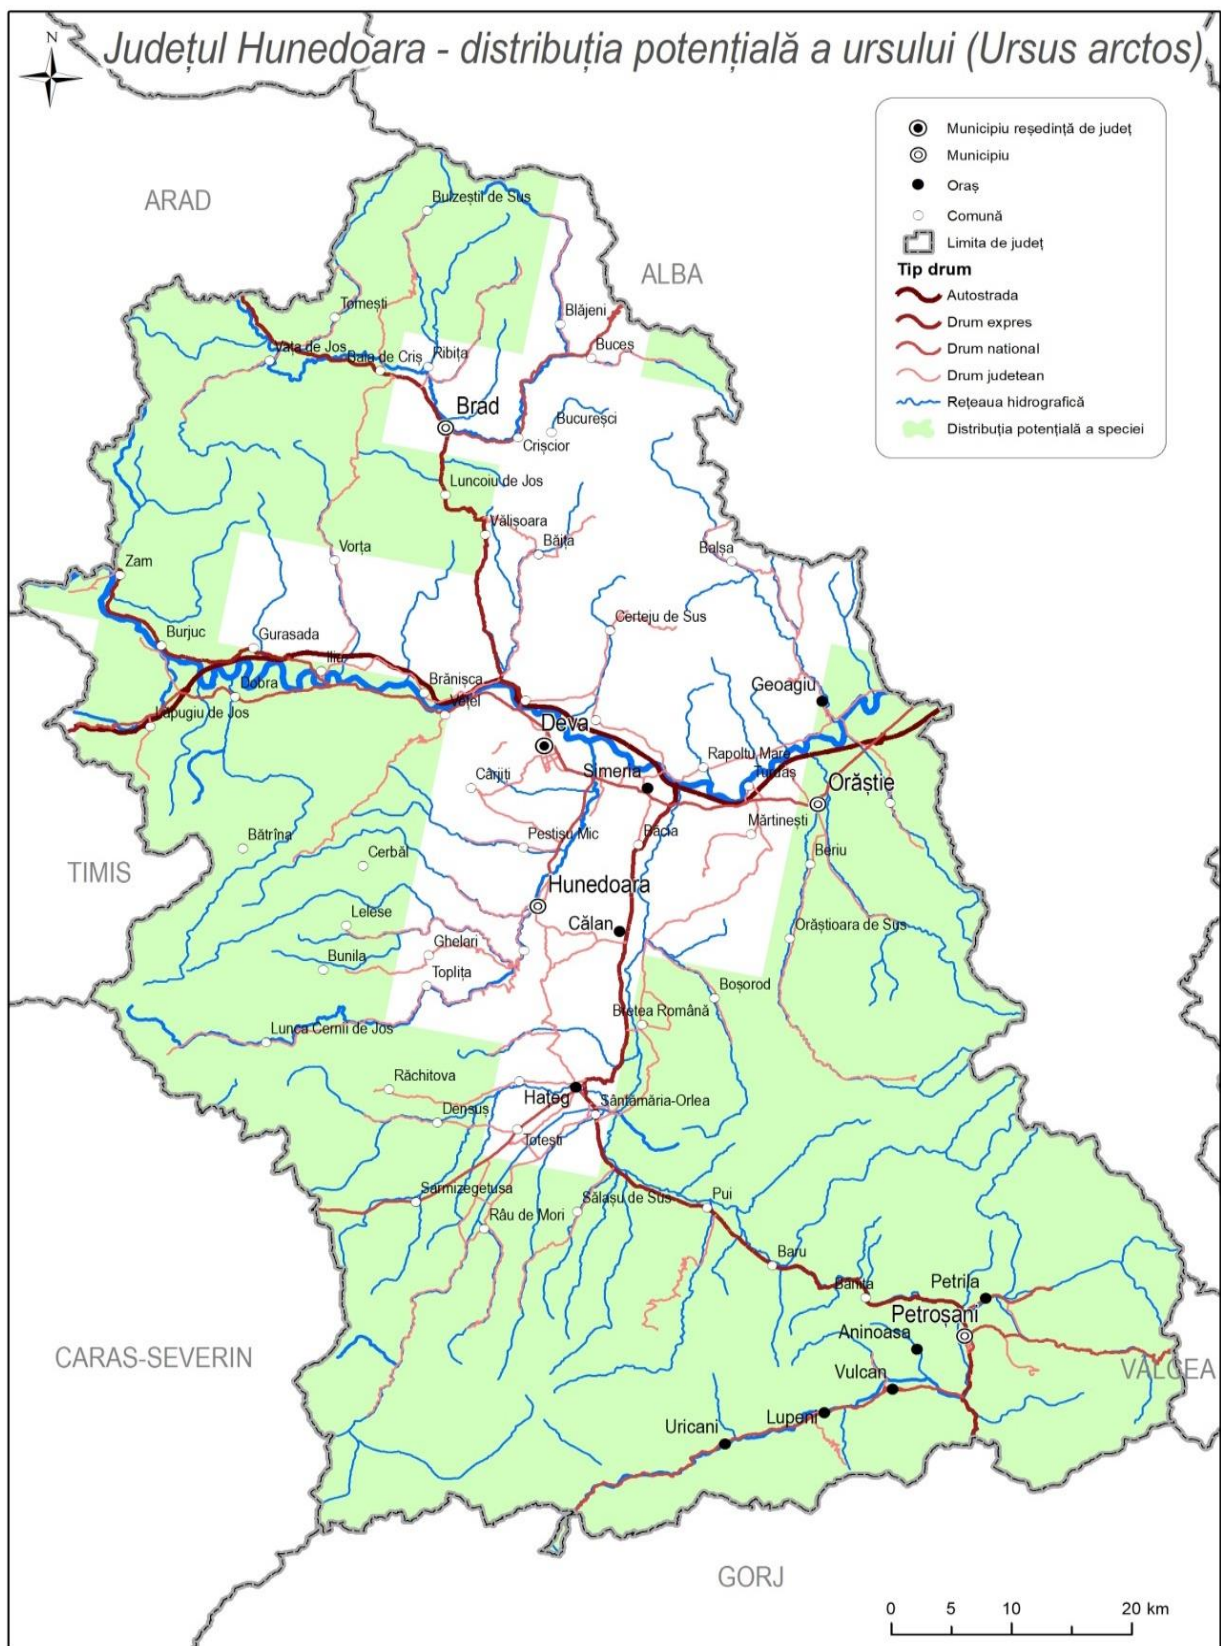 N
Județul Hunedoara - distribuția potențială a ursului (Ursus arctos)
Municipiu reședință de județ
Municipiu
Oraș
Comună
Limita de județ
Tip drum
Autostrada
Drum expres
Drum national
Drum judetean
Rețeaua hidrografică
Distribuția potențială a speciei
ARAD
ALBA
Bulzeștil de Sus
Tomești
Blăjeni
Vața de Jos
Baia de Criș
Ribița
Buceș
Brad
Bucureșci
Crișcior
Luncoiu de Jos
Vălișoara
Vorța
Băița
Balșa
Zam
Certeju de Sus
Burjuc
Gurasada
Ilia
Dobra
Brănișca
Vețel
Geoagiu
Lăpugiu de Jos
Deva
Rapoltu Mare
Turdaș
Cârjiți
Simeria
Orăștie
Bătrîna
Pestișu Mic
Băcia
Mărtinești
Cerbăl
Beriu
TIMIS
Hunedoara
Lelese
Călan
Orăștioara de Sus
Bunila
Ghelari
Toplița
Boșorod
Bretea Română
Lunca Cernii de Jos
Răchitova
Hațeg
Sântămăria-Orlea
Densuș
Totești
Sarmizegetusa
Sălașu de Sus
Pui
Râu de Mori
Baru
Bănița
Petrila
Petroșani
Aninoasa
CARAS-SEVERIN
VÂLCEA
Vulcan
Lupeni
Uricani
GORJ
0 5 10 20 km